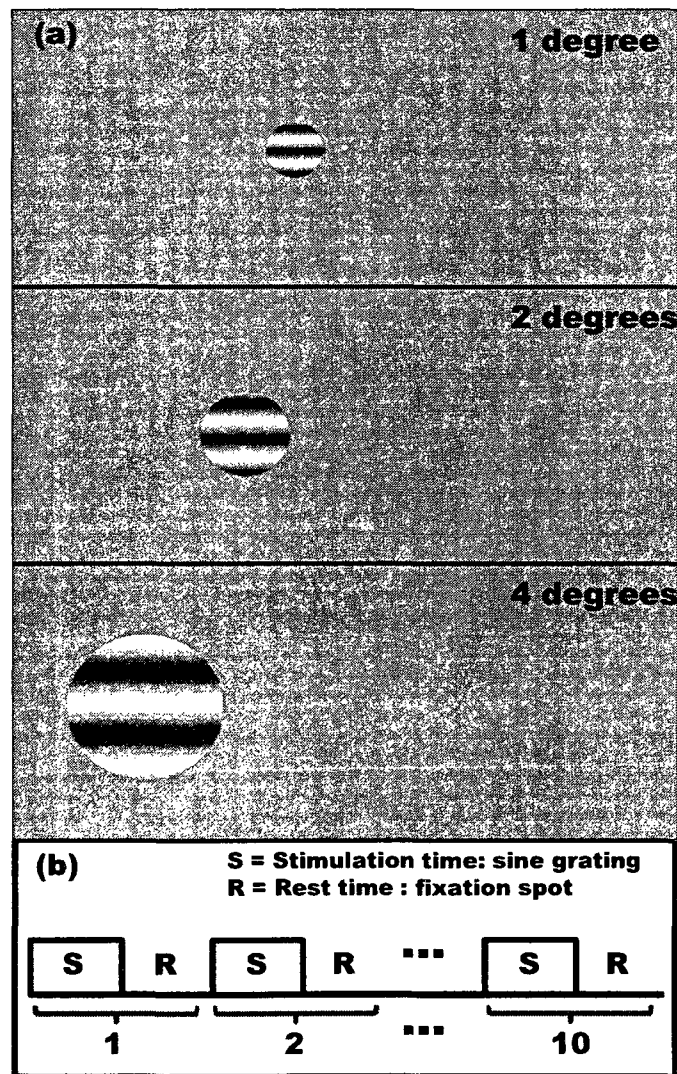 (a)
1 degree
2 degrees
4 degrees
(b)
S = Stimulation time: sine grating
R = Rest time : fixation spot
S R S R ... S R
1 2 ... 10